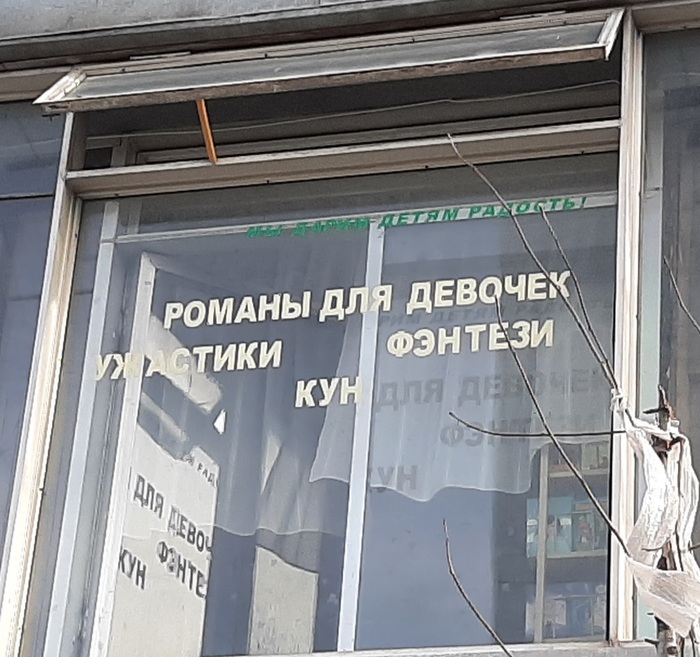 МЫ ДАРИМ ДЕТЯМ РАДОСТЬ!
РОМАНЫ ДЛЯ ДЕВОЧЕК
УЖАСТИКИ ФЭНТЕЗИ
КУН